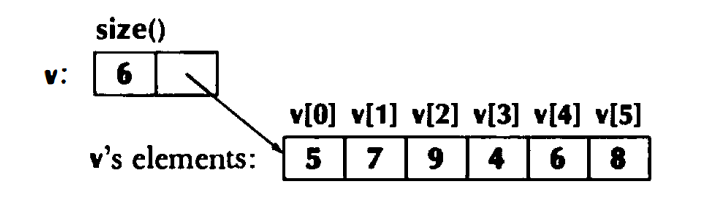 size()
v: 6
v[0] v[1] v[2] v[3] v[4] v[5]
v's elements: 5 7 9 4 6 8